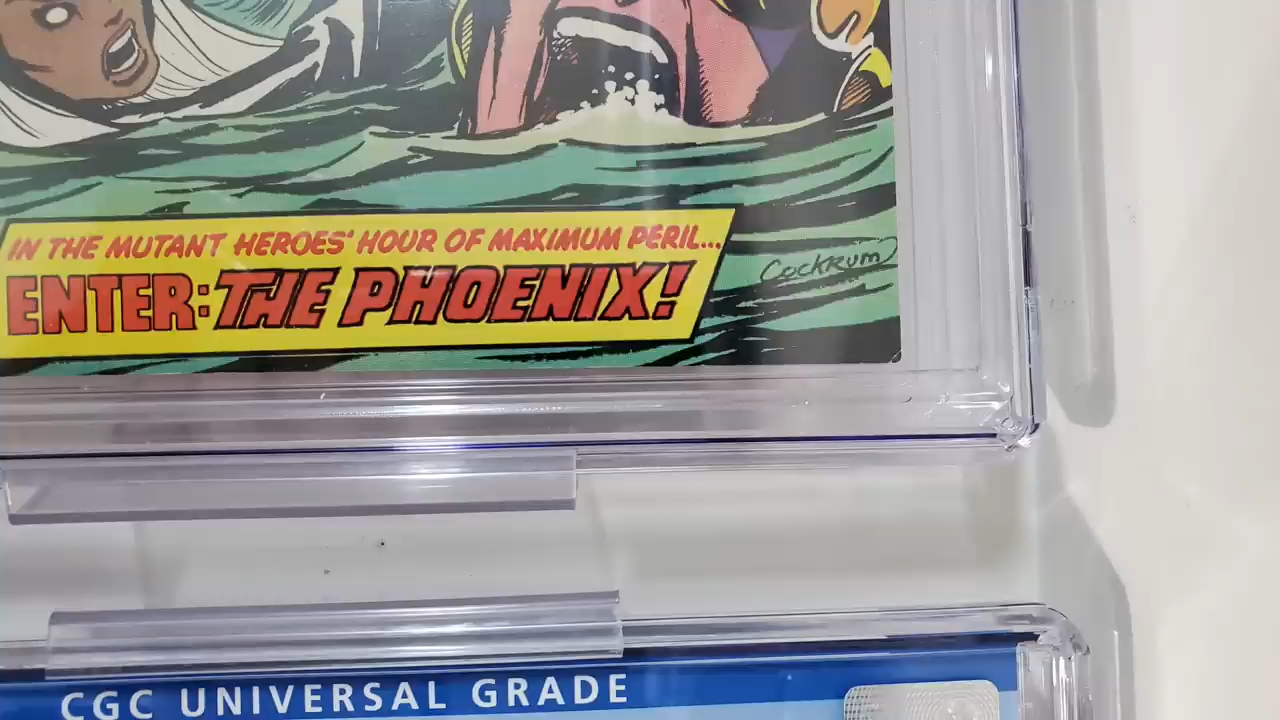 IN THE MUTANT HEROES' HOUR OF MAXIMUM PERIL...
ENTER: THE PHOENIX!
COCKRUM
CGC UNIVERSAL GRADE